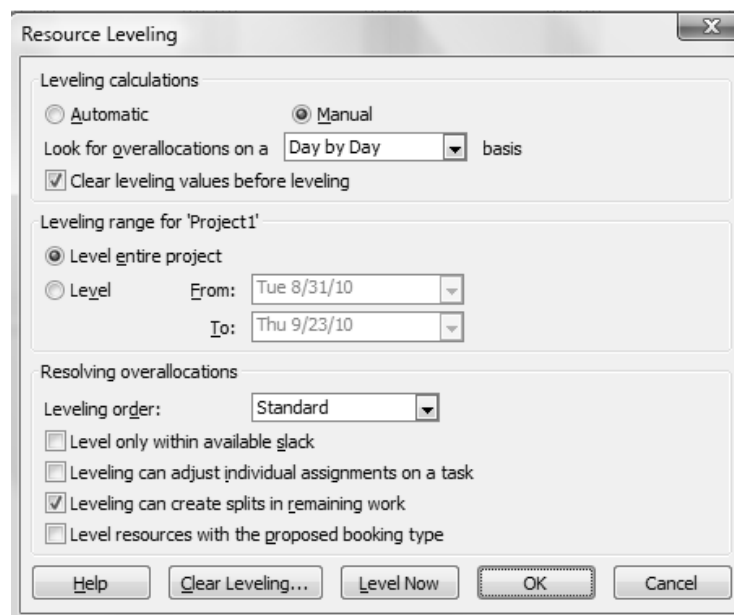 Resource Leveling
Leveling calculations
Automatic Manual
Look for overallocations on a Day by Day basis
Clear leveling values before leveling
Leveling range for 'Project1'
Level entire project
Level From: Tue 8/31/10
To: Thu 9/23/10
Resolving overallocations
Leveling order: Standard
Level only within available slack
Leveling can adjust individual assignments on a task
Leveling can create splits in remaining work
Level resources with the proposed booking type
Help Clear Leveling... Level Now OK Cancel